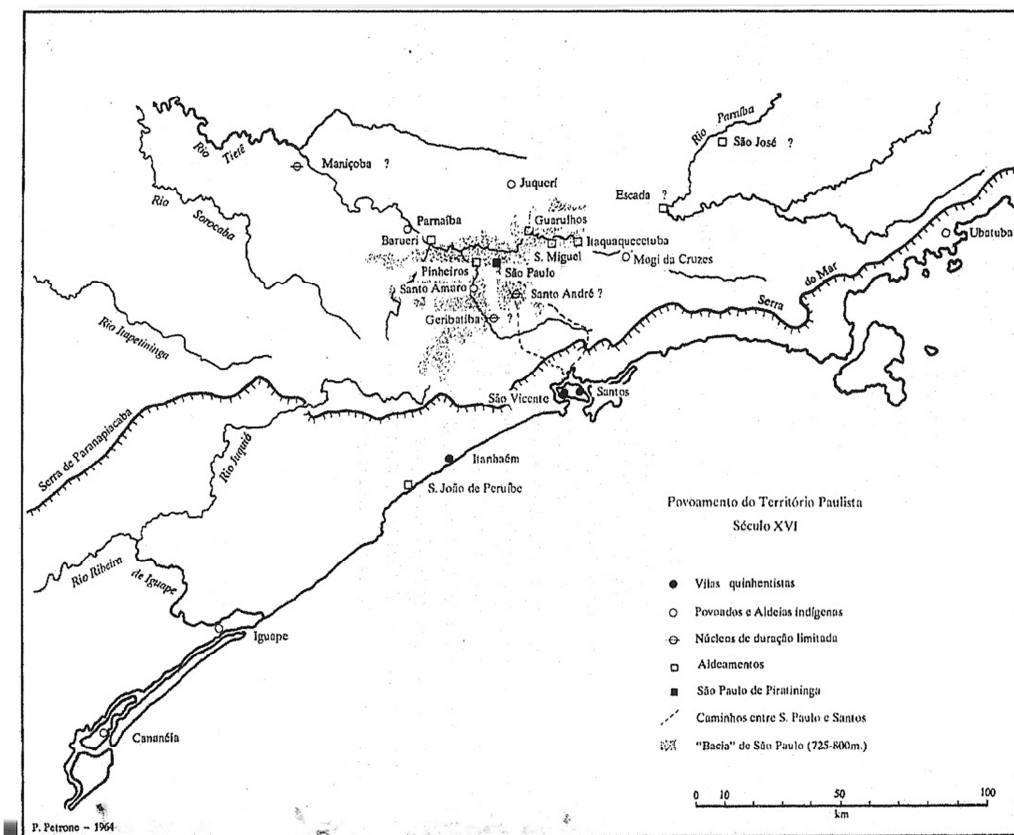 Rio Paraíba
São José ?
Rio Tietê
Maniçoba ?
Juquerí
Escada ?
Rio Sorocaba
Parnaíba
Guarulhos
Barueri
Itaquaquecetuba
S. Miguel
Ubatuba
Mogi da Cruzes
Pinheiros
São Paulo
Serra do Mar
Santo Amaro
Santo André ?
Geribatiba ?
Rio Itapetininga
São Vicente
Santos
Serra de Paranapiacaba
Rio Juquiá
Itanhaém
S. João de Peruíbe
Rio Ribeira de Iguape
Iguape
Cananéia
Povoamento do Território Paulista
Século XVI
Vilas quinhentistas
Povoados e Aldeias indígenas
Núcleos de duração limitada
Aldeamentos
São Paulo de Piratininga
Caminhos entre S. Paulo e Santos
"Bacia" de São Paulo (725-800m.)
0 10 50 100
km
P. Petrone - 1964